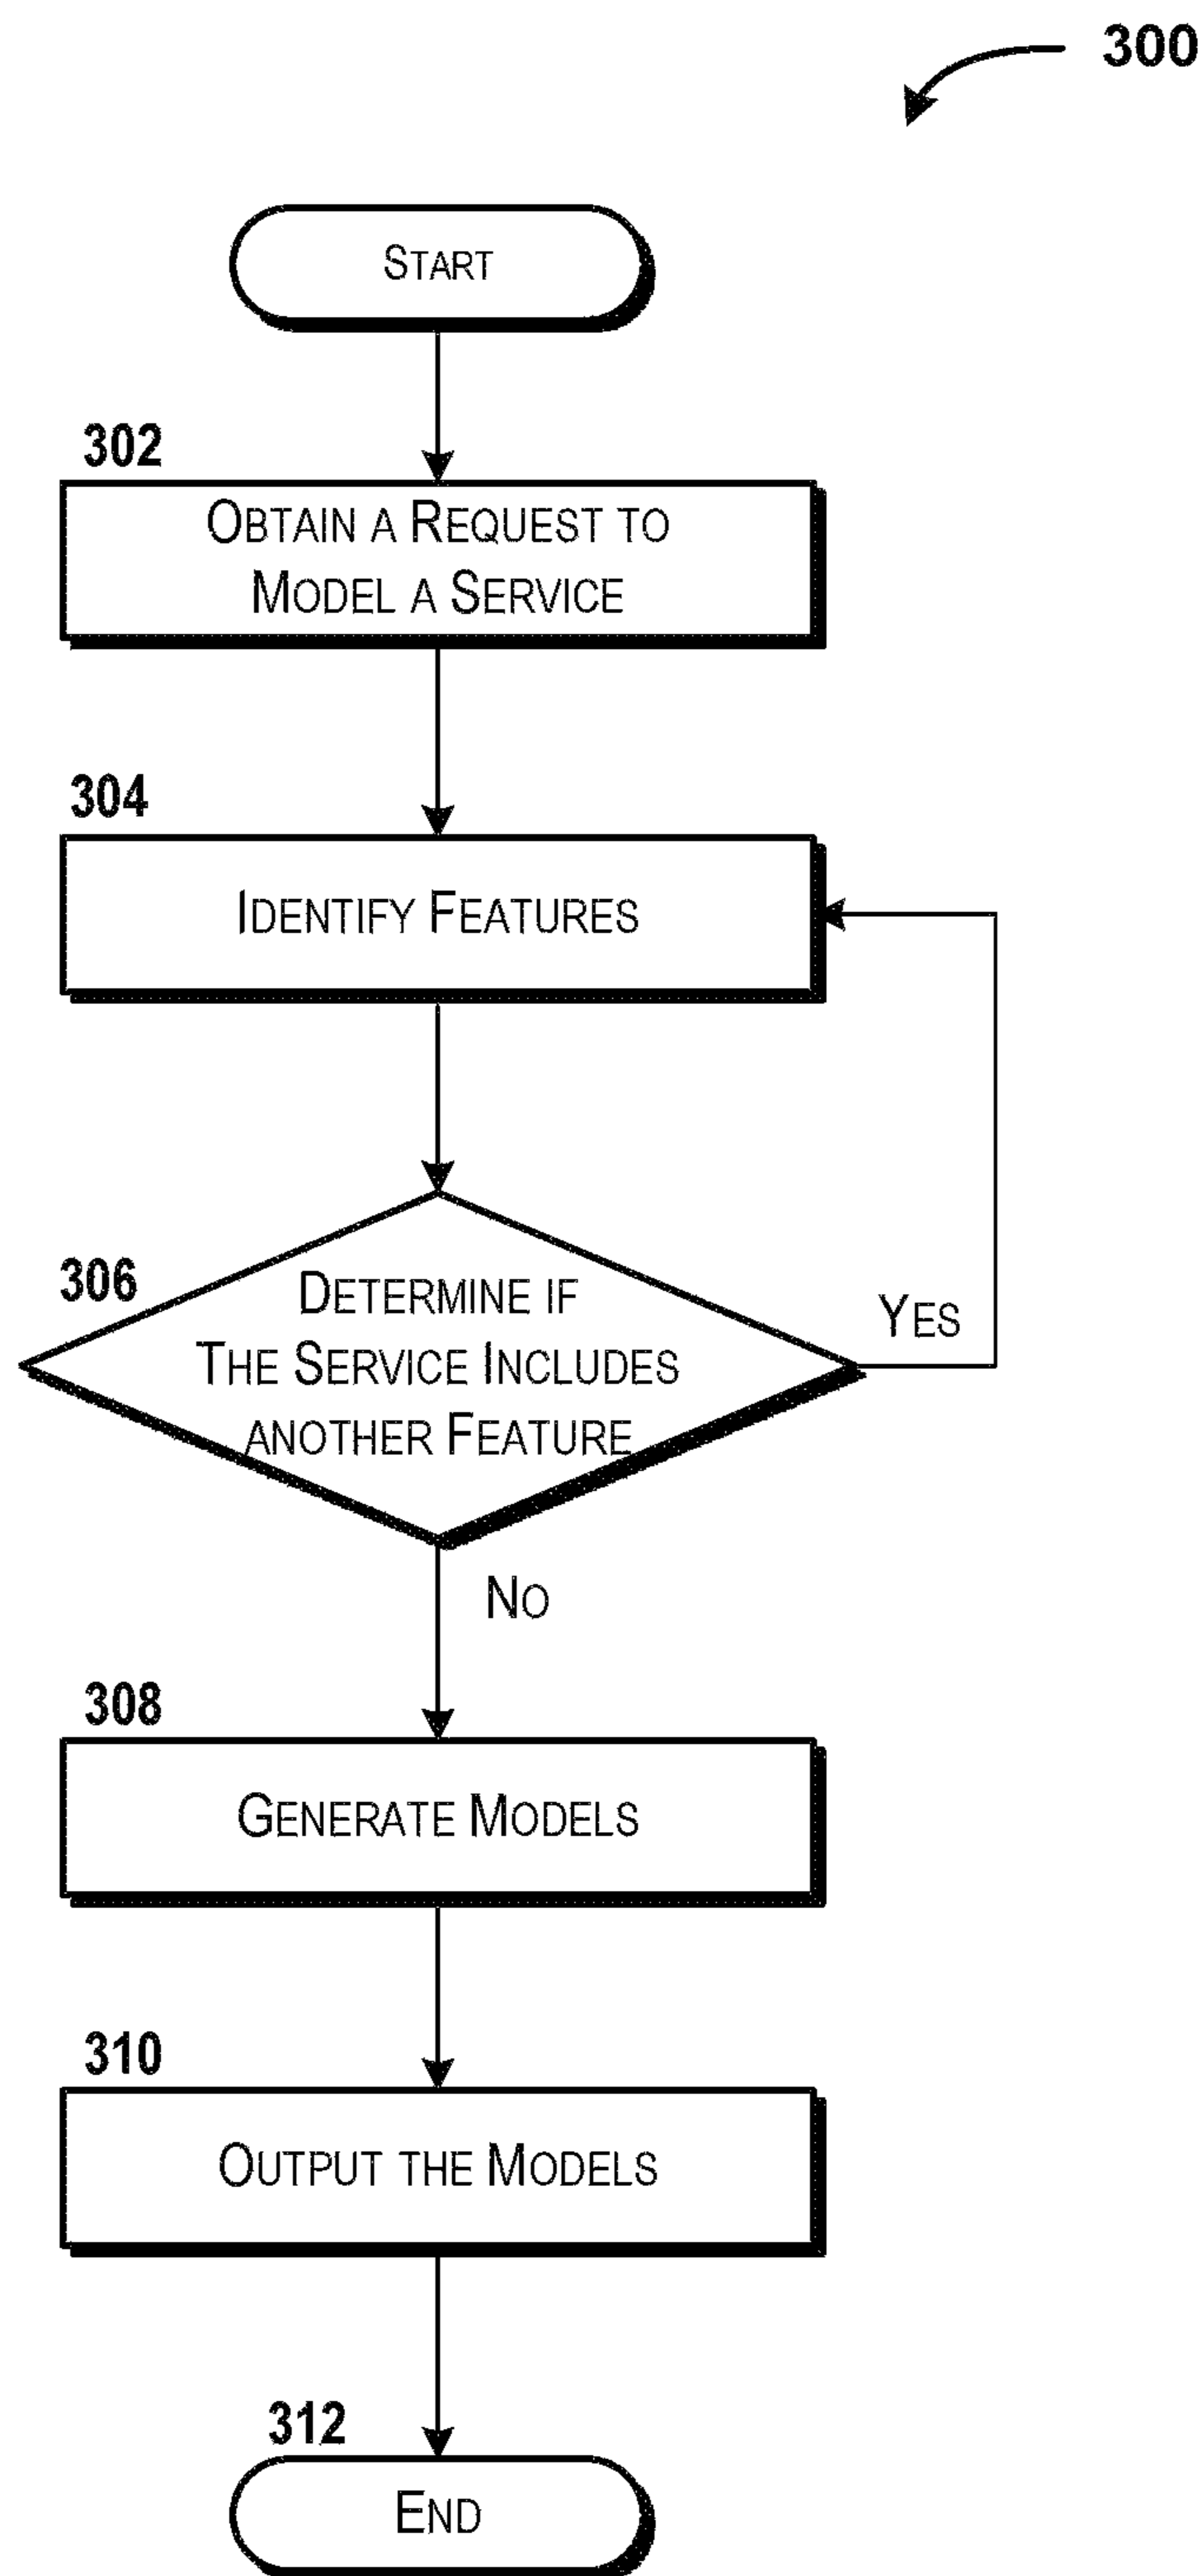 300
START
302
OBTAIN A REQUEST TO
MODEL A SERVICE
304
IDENTIFY FEATURES
306
DETERMINE IF
THE SERVICE INCLUDES
ANOTHER FEATURE
YES
NO
308
GENERATE MODELS
310
OUTPUT THE MODELS
312
END